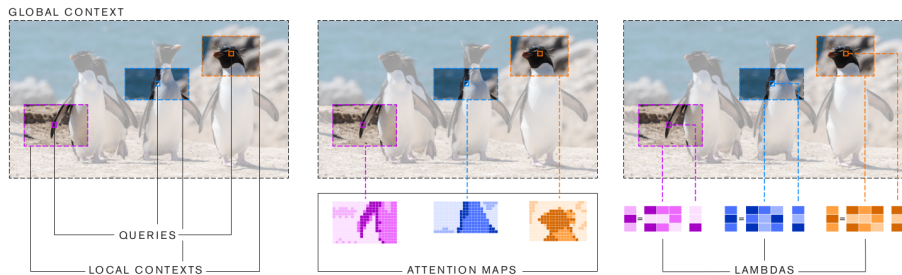 GLOBAL CONTEXT
QUERIES
LOCAL CONTEXTS
ATTENTION MAPS
= = =
LAMBDAS